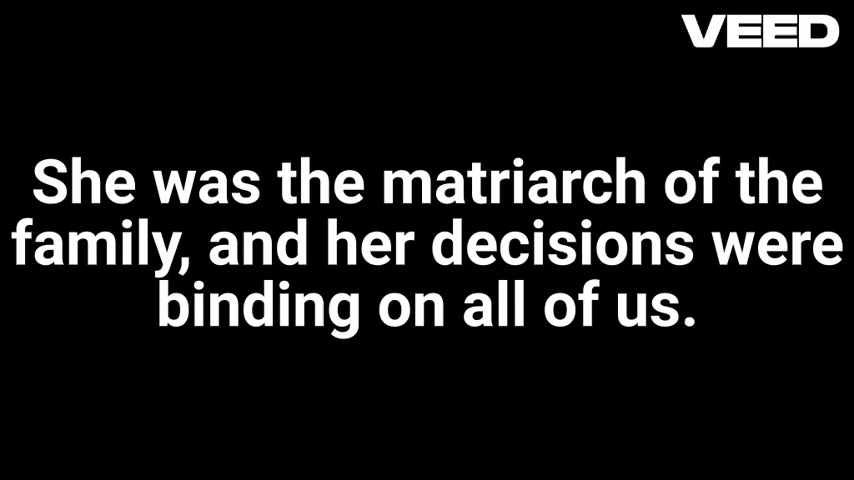 VEED
She was the matriarch of the
family, and her decisions were
binding on all of us.